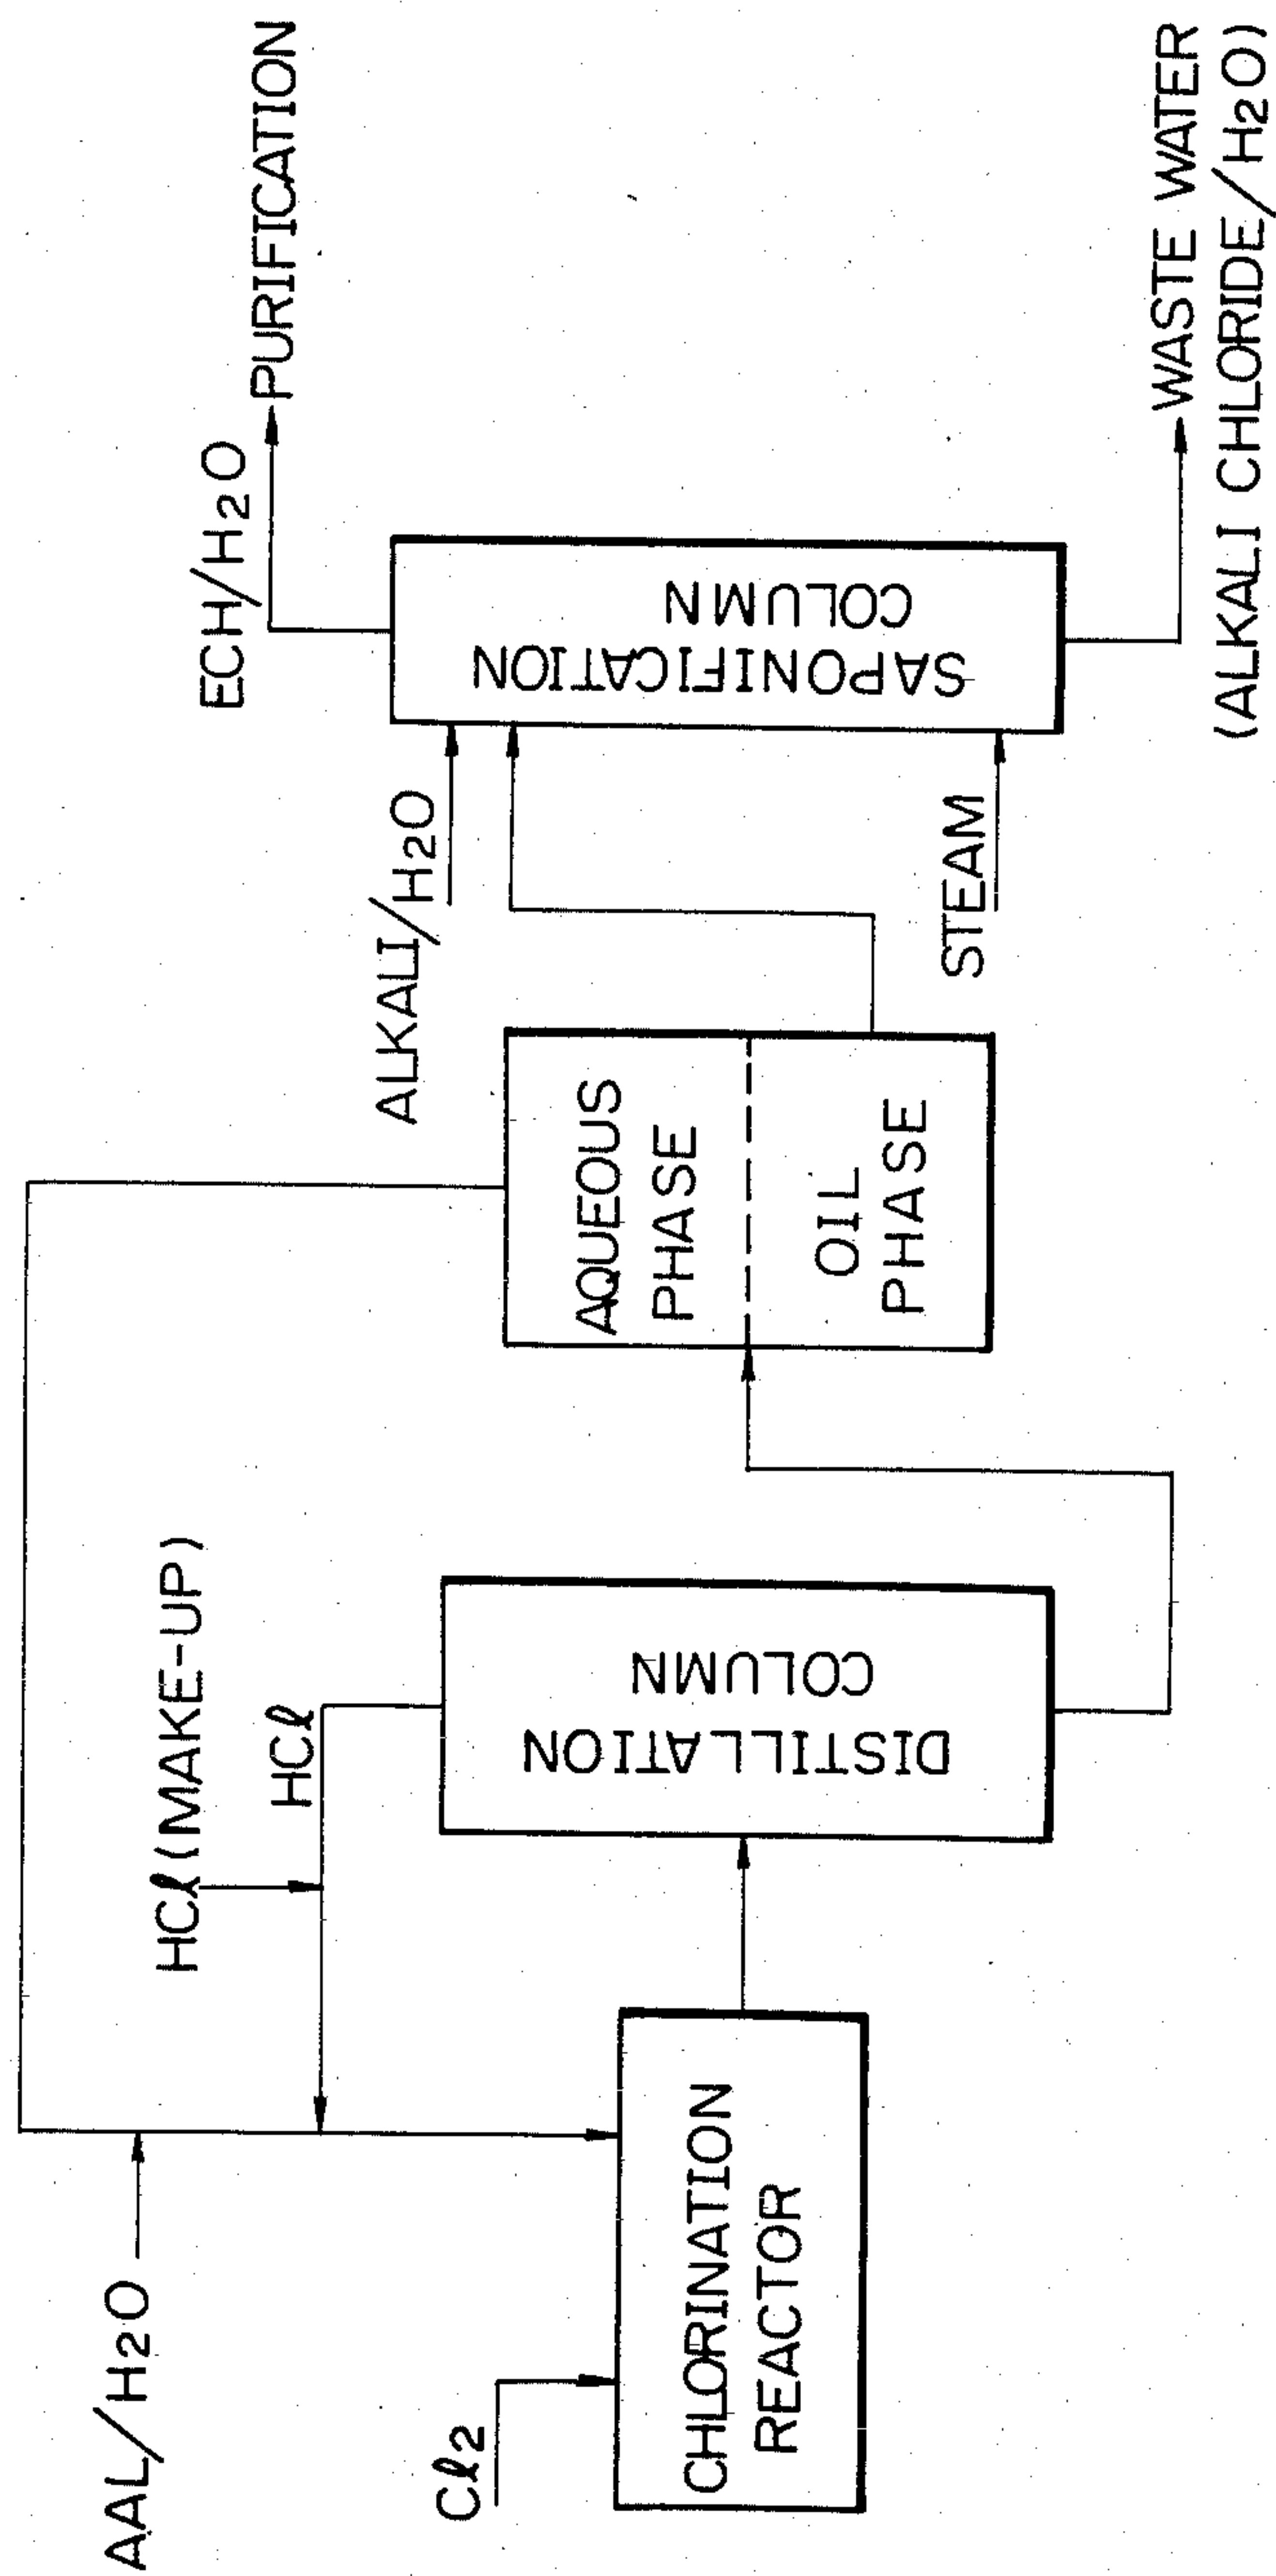 AAL/H2O
Cℓ2
CHLORINATION
REACTOR
HCℓ (MAKE-UP)
HCℓ
DISTILLATION
COLUMN
AQUEOUS
PHASE
OIL
PHASE
ALKALI/H2O
STEAM
SAPONIFICATION
COLUMN
ECH/H2O
PURIFICATION
WASTE WATER
(ALKALI CHLORIDE/H2O)